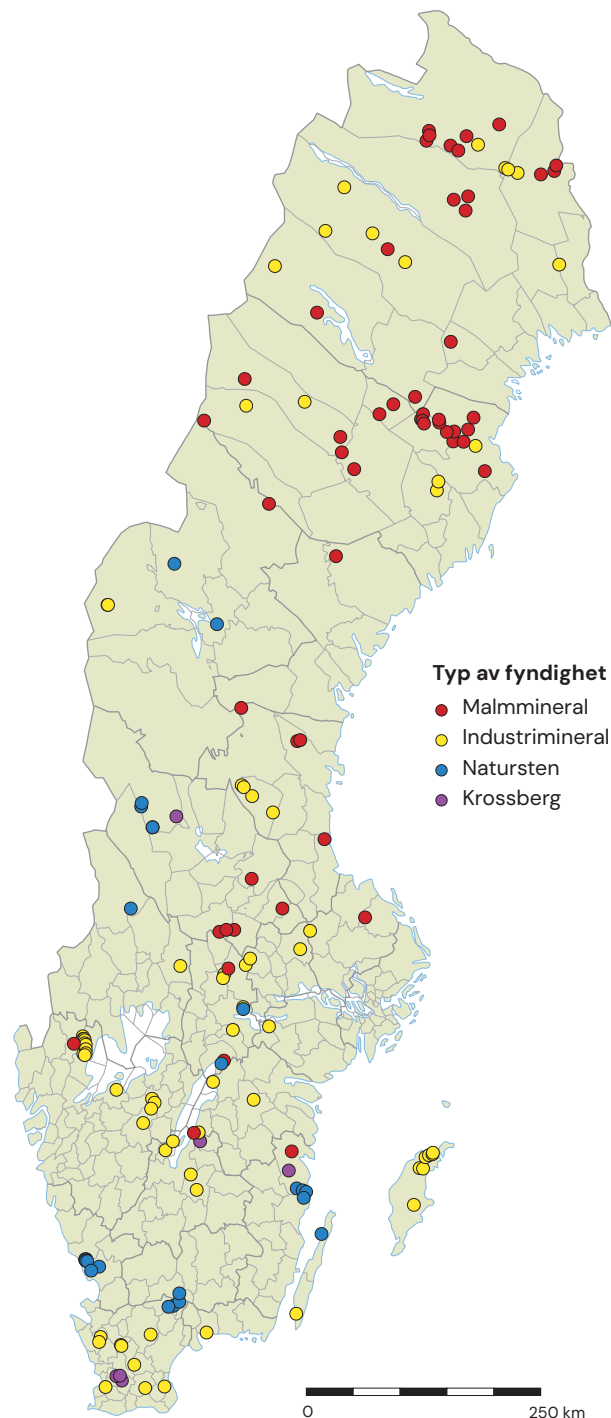 Typ av fyndighet
Malmmineral
Industrimineral
Natursten
Krossberg
0 250 km